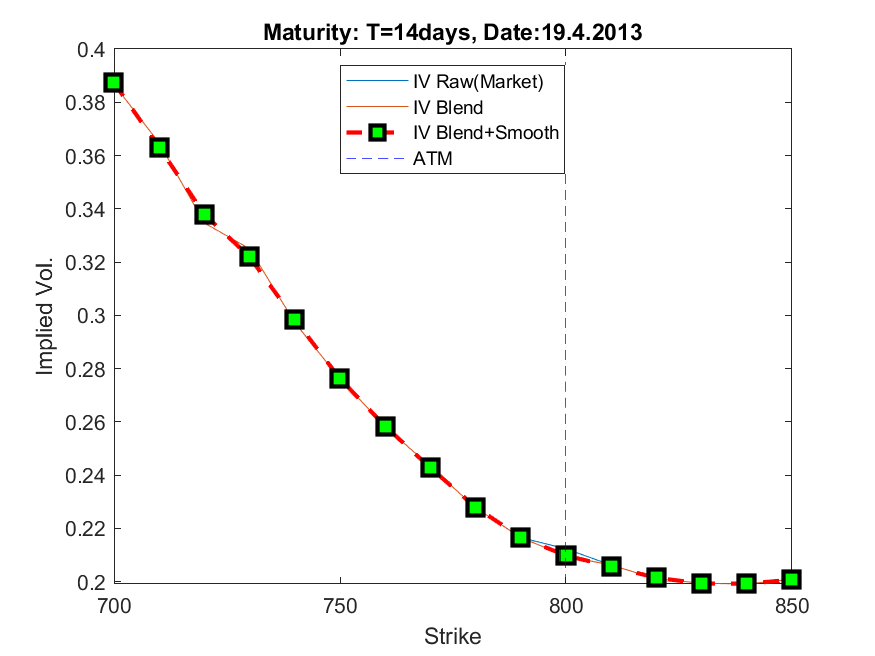 Maturity: T=14days, Date:19.4.2013
0.4
0.38
0.36
0.34
0.32
0.3
0.28
0.26
0.24
0.22
0.2
Implied Vol.
IV Raw(Market)
IV Blend
IV Blend+Smooth
ATM
700
750
800
850
Strike